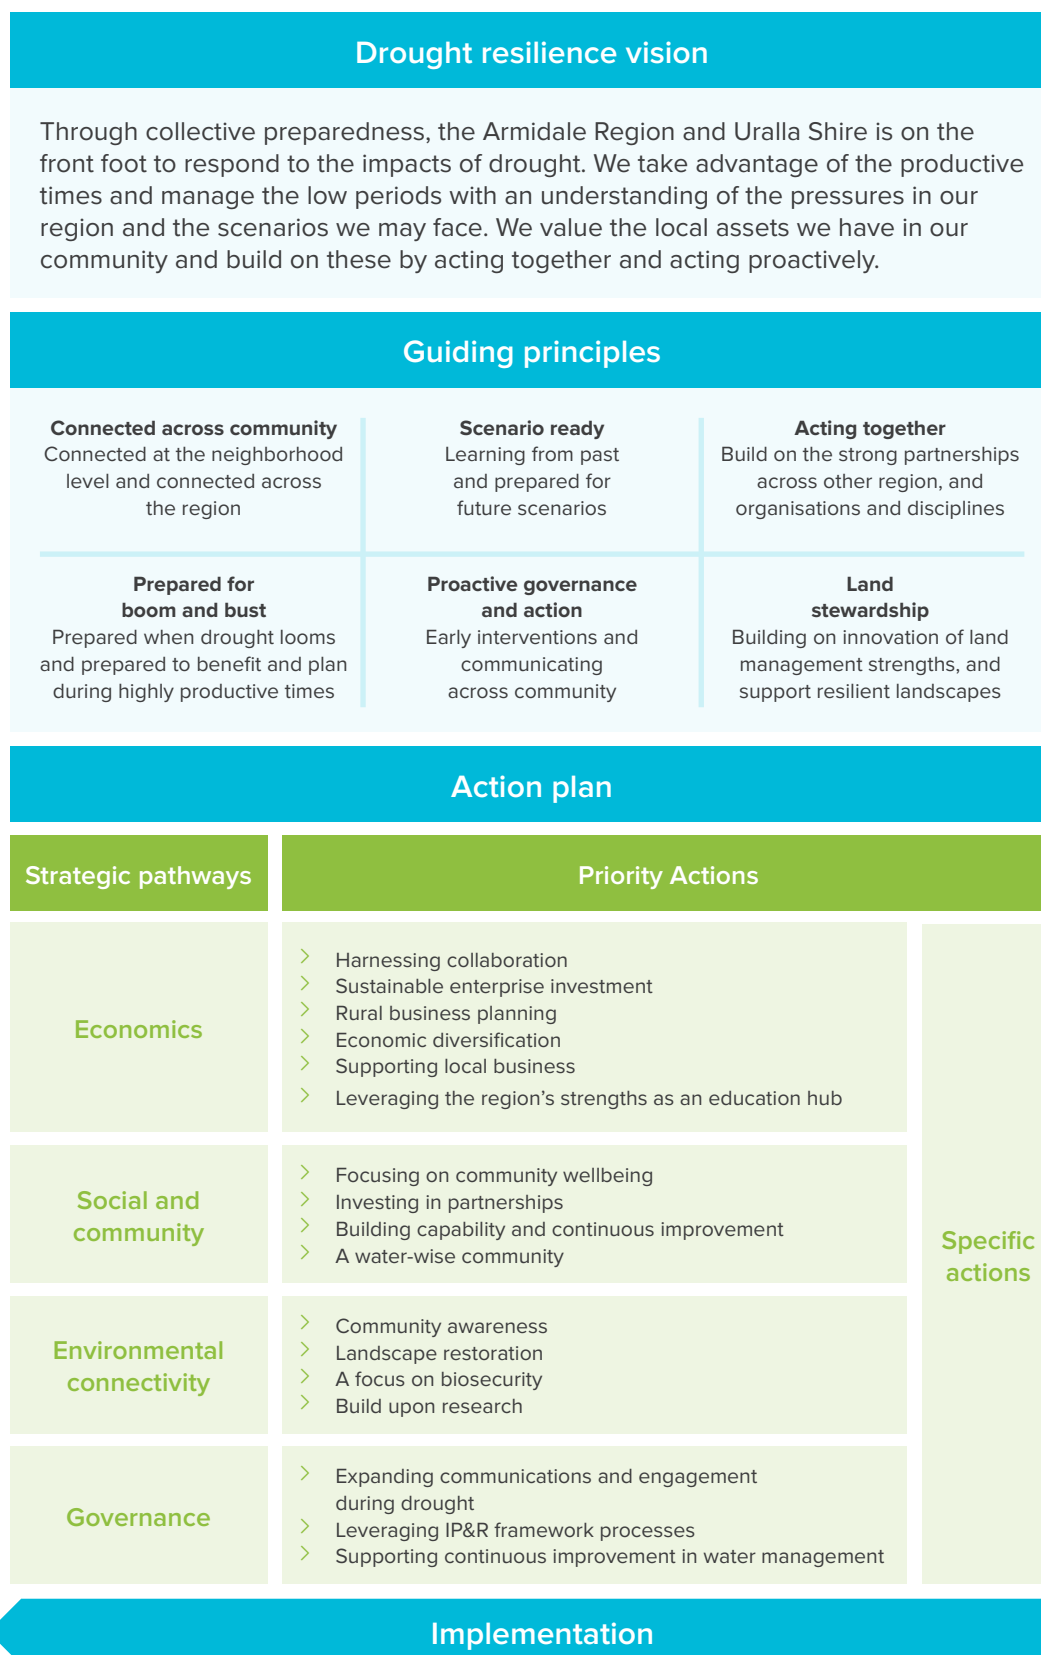 Drought resilience vision
Through collective preparedness, the Armidale Region and Uralla Shire is on the
front foot to respond to the impacts of drought. We take advantage of the productive
times and manage the low periods with an understanding of the pressures in our
region and the scenarios we may face. We value the local assets we have in our
community and build on these by acting together and acting proactively.
Guiding principles
Connected across community
Connected at the neighborhood
level and connected across
the region
Scenario ready
Learning from past
and prepared for
future scenarios
Acting together
Build on the strong partnerships
across other region, and
organisations and disciplines
Prepared for
boom and bust
Prepared when drought looms
and prepared to benefit and plan
during highly productive times
Proactive governance
and action
Early interventions and
communicating
across community
Land
stewardship
Building on innovation of land
management strengths, and
support resilient landscapes
Action plan
Strategic pathways
Priority Actions
Economics
Harnessing collaboration
Sustainable enterprise investment
Rural business planning
Economic diversification
Supporting local business
Leveraging the region’s strengths as an education hub
Social and
community
Focusing on community wellbeing
Investing in partnerships
Building capability and continuous improvement
A water-wise community
Environmental
connectivity
Community awareness
Landscape restoration
A focus on biosecurity
Build upon research
Governance
Expanding communications and engagement
during drought
Leveraging IP&R framework processes
Supporting continuous improvement in water management
Specific
actions
Implementation